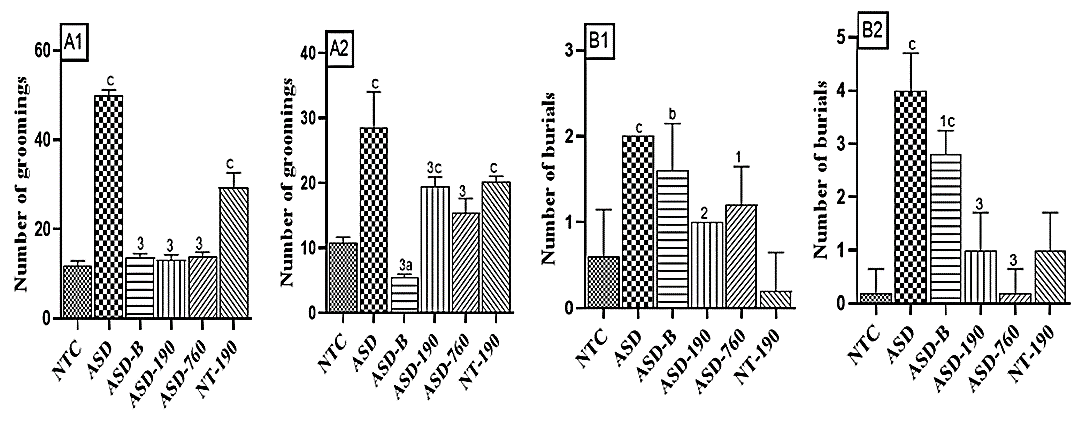 A1
Number of groomings
60
40
20
0
c
3
3
3
c
NTC
ASD
ASD-B
ASD-190
ASD-760
NT-190
A2
Number of groomings
40
30
20
10
0
c
3a
3c
3
c
NTC
ASD
ASD-B
ASD-190
ASD-760
NT-190
B1
Number of burials
3
2
1
0
c
b
2
1
NTC
ASD
ASD-B
ASD-190
ASD-760
NT-190
B2
Number of burials
5
4
3
2
1
0
c
1c
3
3
NTC
ASD
ASD-B
ASD-190
ASD-760
NT-190